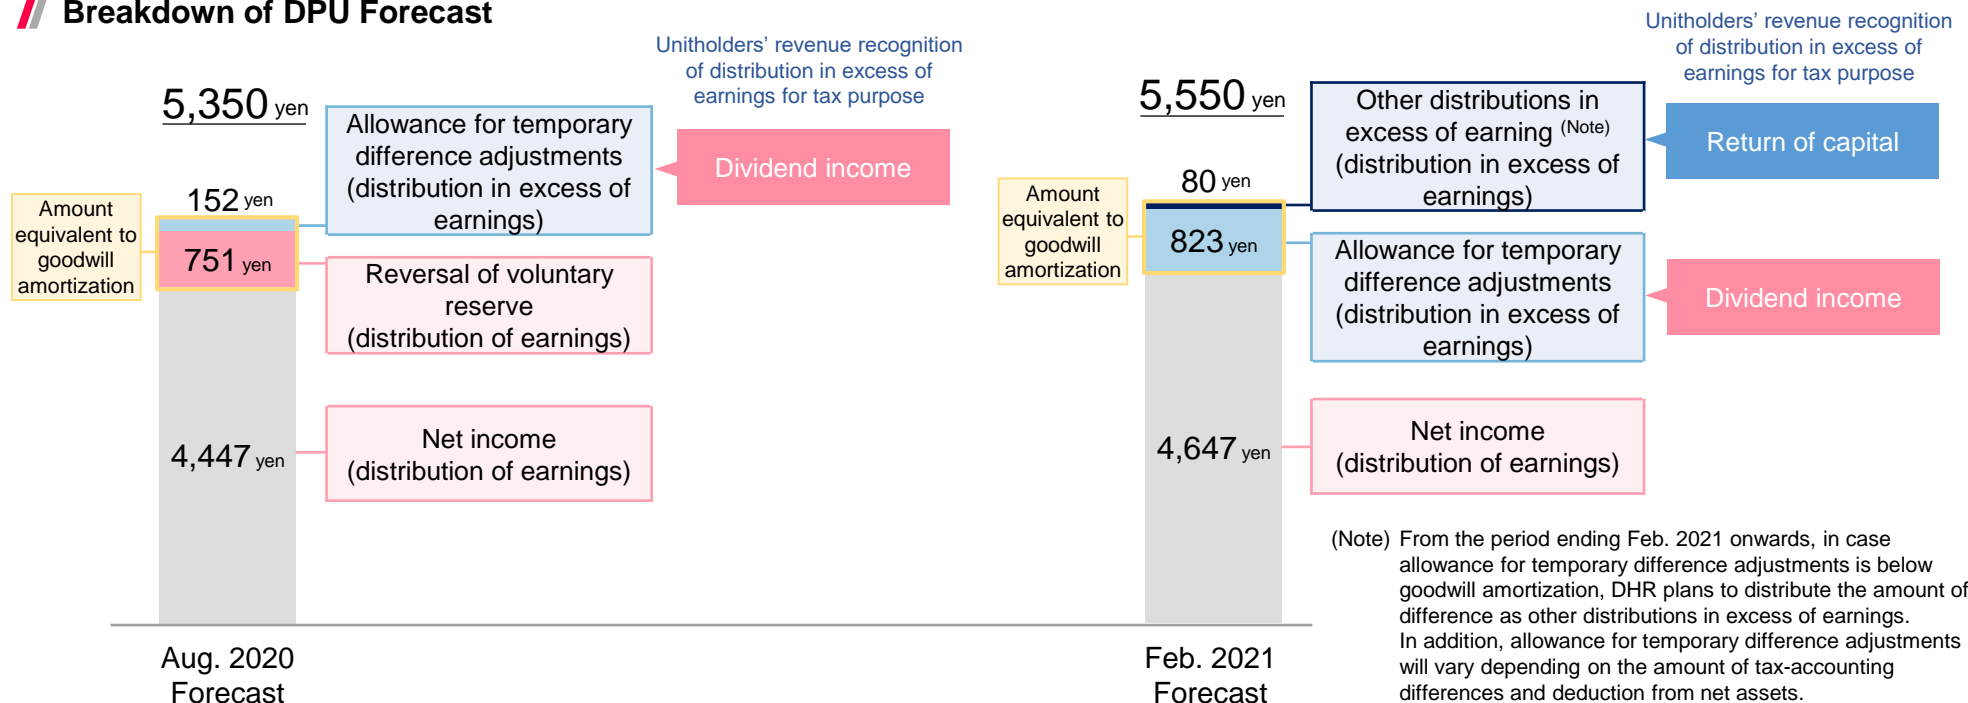 Breakdown of DPU Forecast
Unitholders' revenue recognition
of distribution in excess of
earnings for tax purpose
5,350 yen
Allowance for temporary
difference adjustments
(distribution in excess of
earnings)
Dividend income
152 yen
Amount
equivalent to
goodwill
amortization
751 yen
Reversal of voluntary
reserve
(distribution of earnings)
4,447 yen
Net income
(distribution of earnings)
Aug. 2020
Forecast
Unitholders' revenue recognition
of distribution in excess of
earnings for tax purpose
5,550 yen
Other distributions in
excess of earning (Note)
(distribution in excess of
earnings)
Return of capital
80 yen
Amount
equivalent to
goodwill
amortization
823 yen
Allowance for temporary
difference adjustments
(distribution in excess of
earnings)
Dividend income
4,647 yen
Net income
(distribution of earnings)
Feb. 2021
Forecast
(Note) From the period ending Feb. 2021 onwards, in case
allowance for temporary difference adjustments is below
goodwill amortization, DHR plans to distribute the amount of
difference as other distributions in excess of earnings.
In addition, allowance for temporary difference adjustments
will vary depending on the amount of tax-accounting
differences and deduction from net assets.